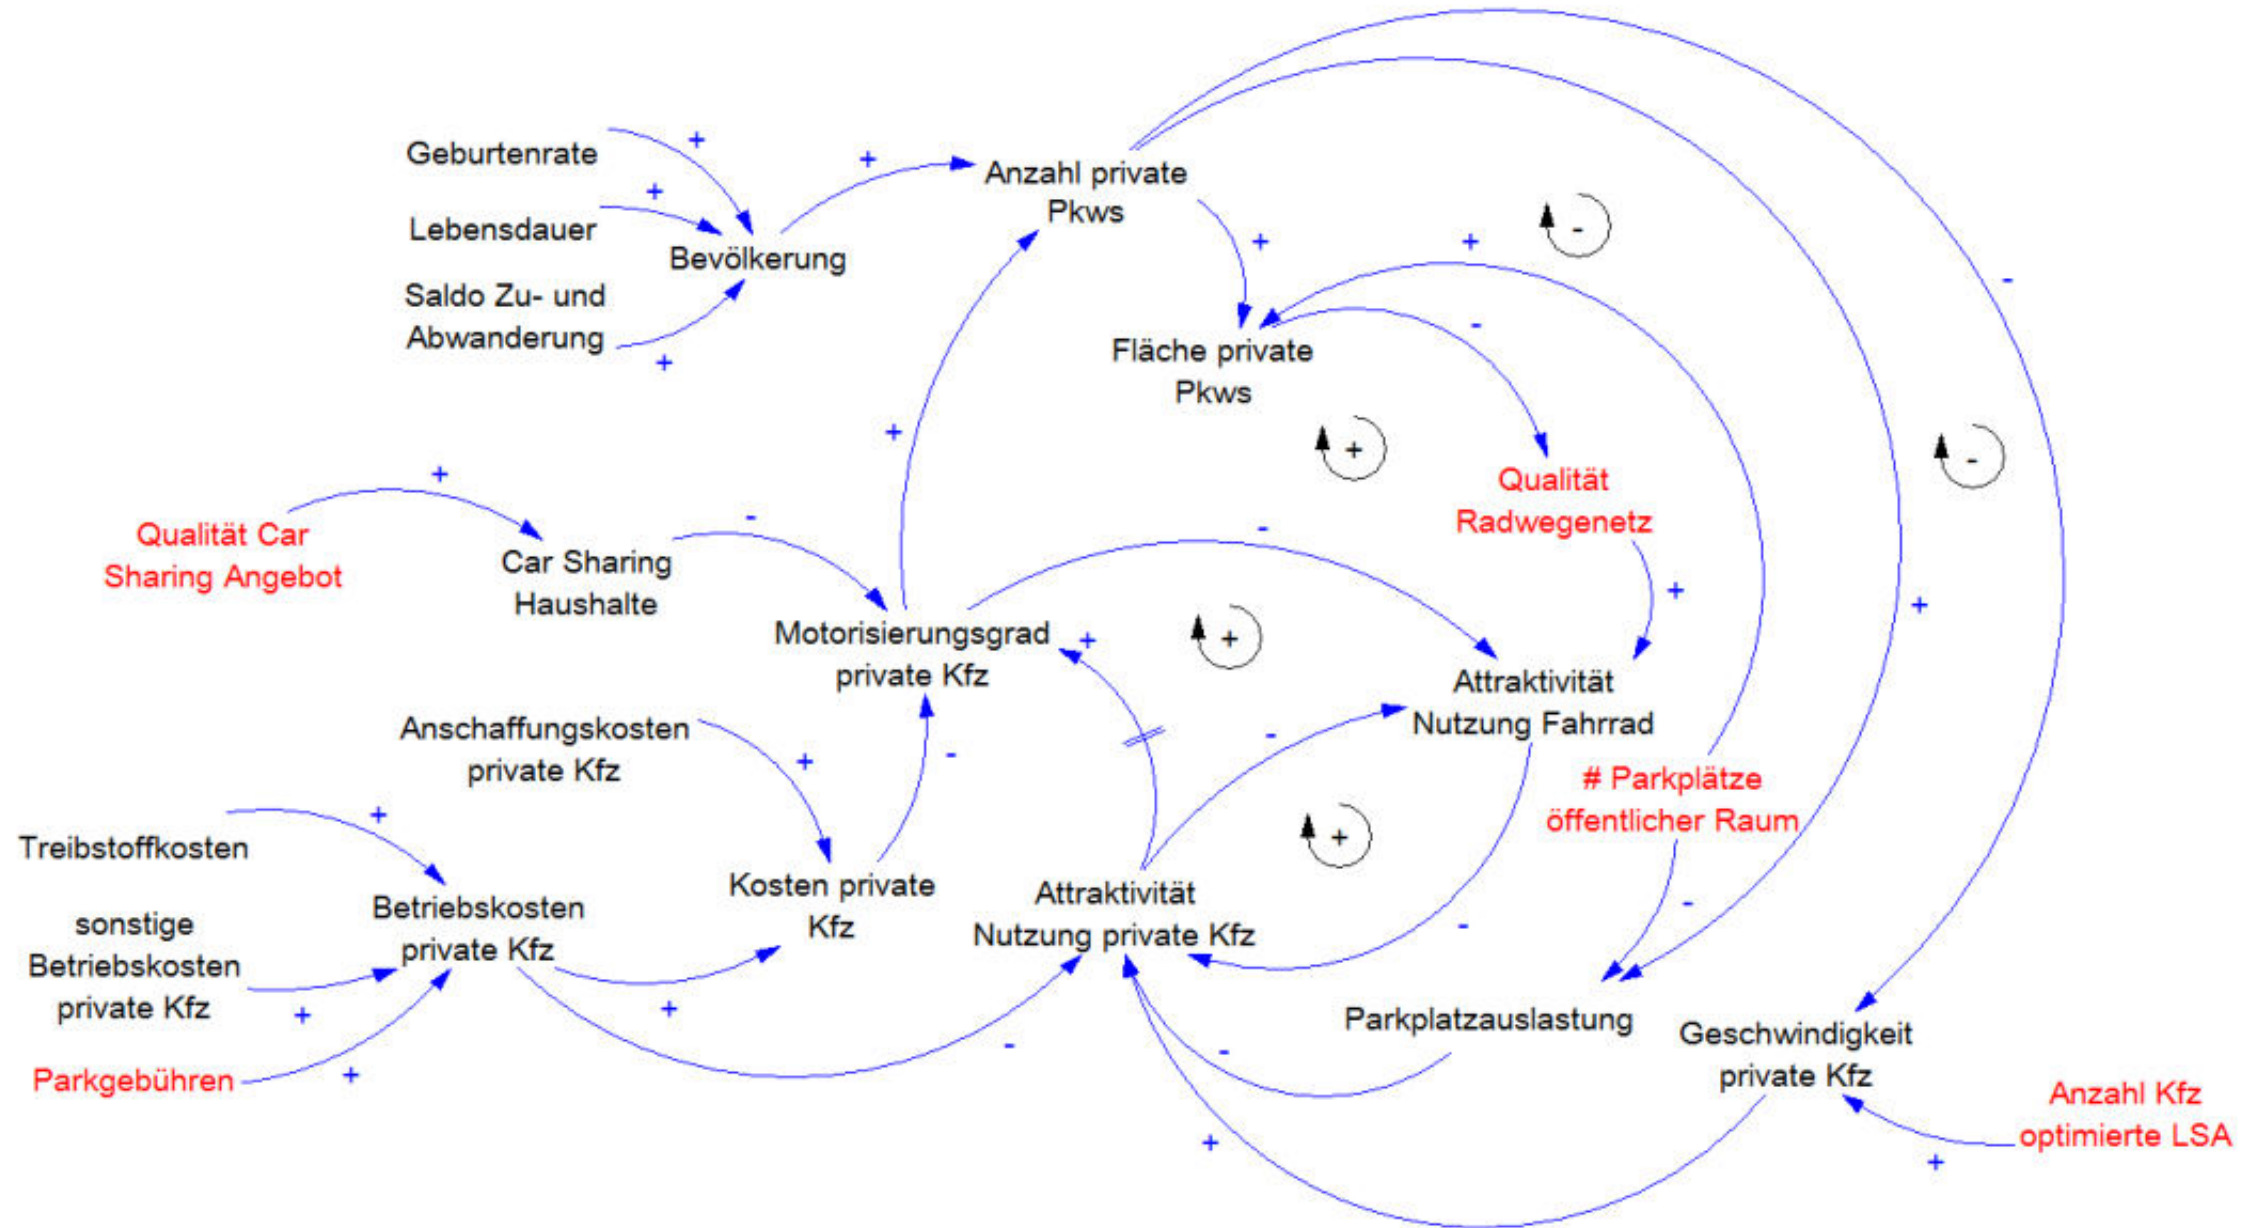 Geburtenrate
Lebensdauer
Saldo Zu- und
Abwanderung
Bevölkerung
Anzahl private
Pkws
Fläche private
Pkws
Qualität
Radwegenetz
Qualität Car
Sharing Angebot
Car Sharing
Haushalte
Motorisierungsgrad
private Kfz
Attraktivität
Nutzung Fahrrad
Anschaffungskosten
private Kfz
# Parkplätze
öffentlicher Raum
Treibstoffkosten
Kosten private
Kfz
Attraktivität
Nutzung private Kfz
Betriebskosten
private Kfz
sonstige
Betriebskosten
private Kfz
Parkgebühren
Parkplatzauslastung
Geschwindigkeit
private Kfz
Anzahl Kfz
optimierte LSA
+
+
+
+
+
+
-
-
-
+
-
+
+
-
+
-
-
+
+
+
-
+
+
-
+
+
+
-
-
-
+
+
-
-
+
+
+
+